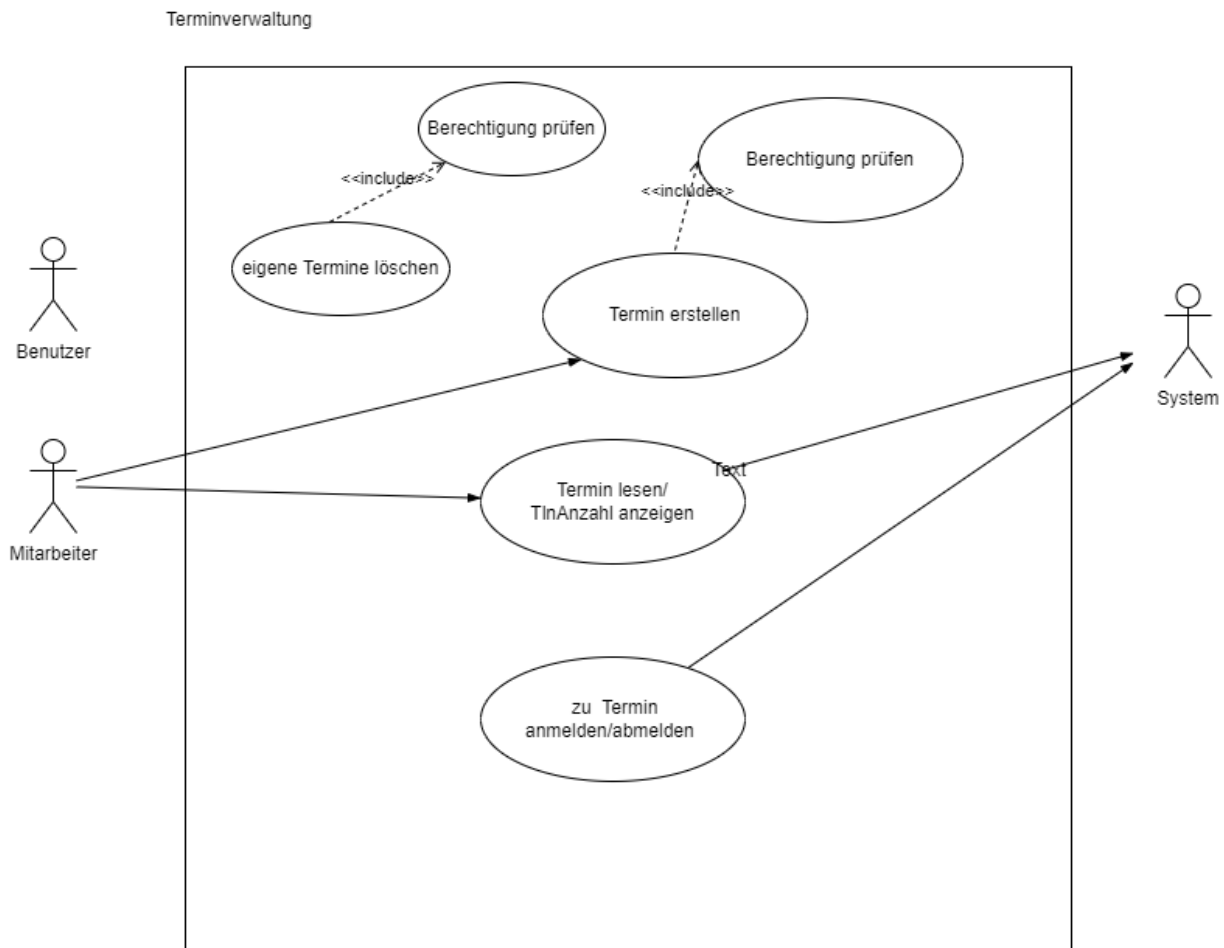 Terminverwaltung
Berechtigung prüfen
Berechtigung prüfen
<<include>>
<<include>>
eigene Termine löschen
Termin erstellen
Benutzer
System
Text
Termin lesen/
TlnAnzahl anzeigen
Mitarbeiter
zu Termin
anmelden/abmelden